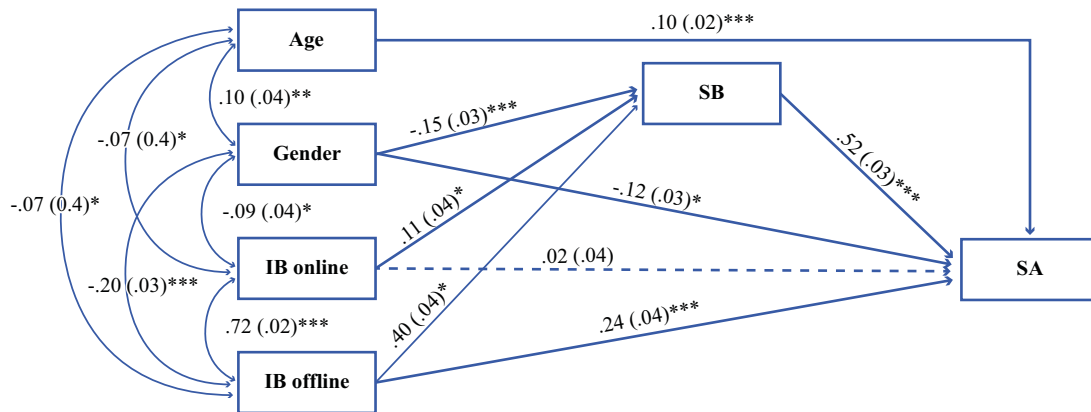 Age
.10 (.02)***
SB
.10 (.04)**
-.15 (.03)***
-.07 (0.4)*
Gender
.52 (.03)***
-.12 (.03)*
-.07 (0.4)*
-.09 (.04)*
.11 (.04)*
IB online
.02 (.04)
SA
-.20 (.03)***
.40 (.04)*
.72 (.02)***
.24 (.04)***
IB offline